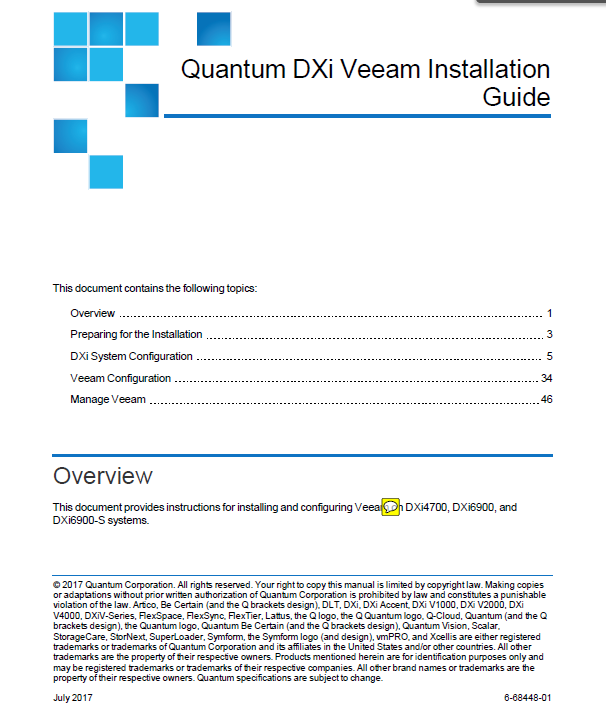 Quantum DXi Veeam Installation
Guide
This document contains the following topics:
Overview ........................................................ 1
Preparing for the Installation ........................................................ 3
DXi System Configuration ........................................................ 5
Veeam Configuration ........................................................ 34
Manage Veeam ........................................................ 46
Overview
This document provides instructions for installing and configuring Veeam on DXi4700, DXi6900, and
DXi6900-S systems.
© 2017 Quantum Corporation. All rights reserved. Your right to copy this manual is limited by copyright law. Making copies
or adaptations without prior written authorization of Quantum Corporation is prohibited by law and constitutes a punishable
violation of the law. Artico, Be Certain (and the Q brackets design), DLT, DXi, DXi Accent, DXi V1000, DXi V2000, DXi
V4000, DXiV-Series, FlexSpace, FlexSync, FlexTier, Lattus, the Q logo, the Q Quantum logo, Q-Cloud, Quantum (and the Q
brackets design), the Quantum logo, Quantum Be Certain (and the Q brackets design), Quantum Vision, Scalar,
StorageCare, StorNext, SuperLoader, Symform, the Symform logo (and design), vmPRO, and Xcellis are either registered
trademarks or trademarks of Quantum Corporation and its affiliates in the United States and/or other countries. All other
trademarks are the property of their respective owners. Products mentioned herein are for identification purposes only and
may be registered trademarks or trademarks of their respective companies. All other brand names or trademarks are the
property of their respective owners. Quantum specifications are subject to change.
July 2017 6-68448-01